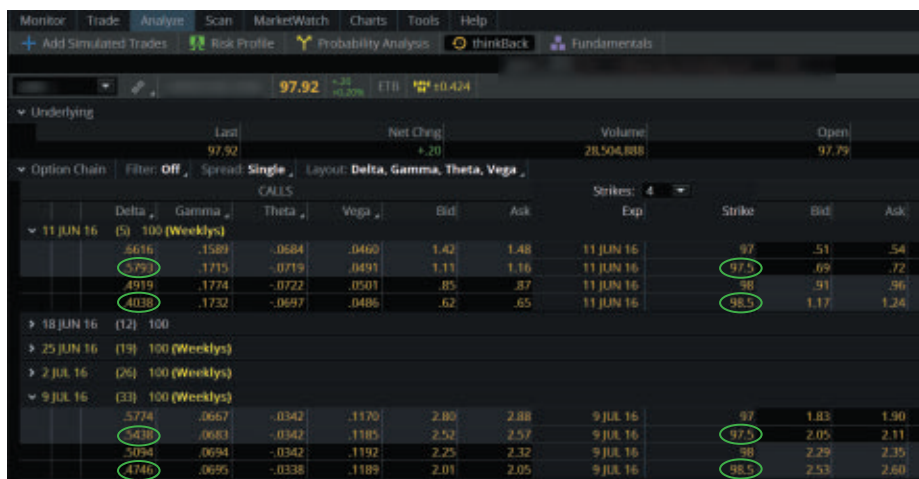 Monitor Trade Analyze Scan MarketWatch Charts Tools Help
Add Simulated Trades Risk Profile Probability Analysis thinkBack Fundamentals
97.92 +.20 +0.20% ETB ±0.424
Underlying
Last Net Chng Volume Open
97.92 +.20 28,504,888 97.79
Option Chain Filter: Off , Spread: Single , Layout: Delta, Gamma, Theta, Vega ,
CALLS Strikes: 4
Delta , Gamma , Theta , Vega , Bid Ask Exp Strike Bid Ask
11 JUN 16 (5) 100 (Weeklys)
.6616 .1589 -.0684 .0460 1.42 1.48 11 JUN 16 97 .51 .54
.5793 .1715 -.0719 .0491 1.11 1.16 11 JUN 16 97.5 .69 .72
.4919 .1774 -.0722 .0501 .85 .87 11 JUN 16 98 .91 .96
.4038 .1732 -.0697 .0486 .62 .65 11 JUN 16 98.5 1.17 1.24
18 JUN 16 (12) 100
25 JUN 16 (19) 100 (Weeklys)
2 JUL 16 (26) 100 (Weeklys)
9 JUL 16 (33) 100 (Weeklys)
.5774 .0667 -.0342 .1170 2.80 2.88 9 JUL 16 97 1.83 1.90
.5438 .0683 -.0342 .1185 2.52 2.57 9 JUL 16 97.5 2.05 2.11
.5094 .0694 -.0342 .1192 2.25 2.32 9 JUL 16 98 2.29 2.35
.4746 .0695 -.0338 .1189 2.01 2.05 9 JUL 16 98.5 2.53 2.60